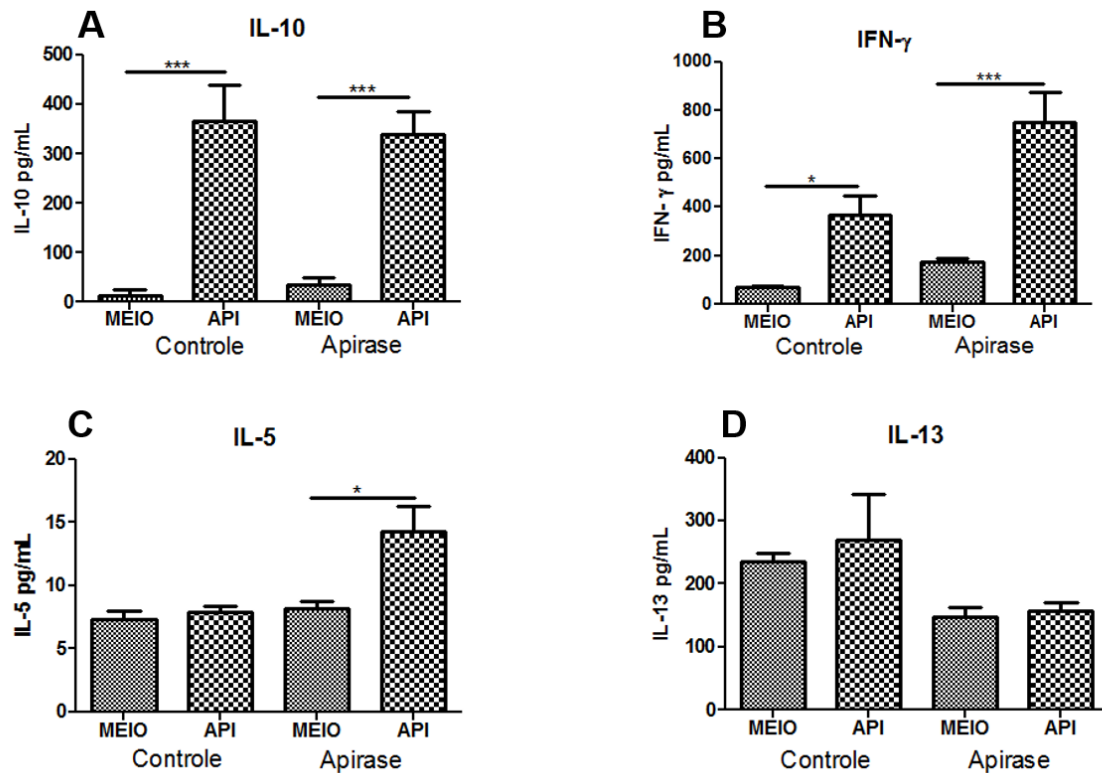 A
IL-10
IL-10 pg/mL
500
400
300
200
100
0
***
***
MEIO API MEIO API
Controle Apirase
B
IFN-γ
IFN- γ pg/mL
1000
800
600
400
200
0
*
***
MEIO API MEIO API
Controle Apirase
C
IL-5
IL-5 pg/mL
20
15
10
5
0
*
MEIO API MEIO API
Controle Apirase
D
IL-13
IL-13 pg/mL
400
300
200
100
0
MEIO API MEIO API
Controle Apirase